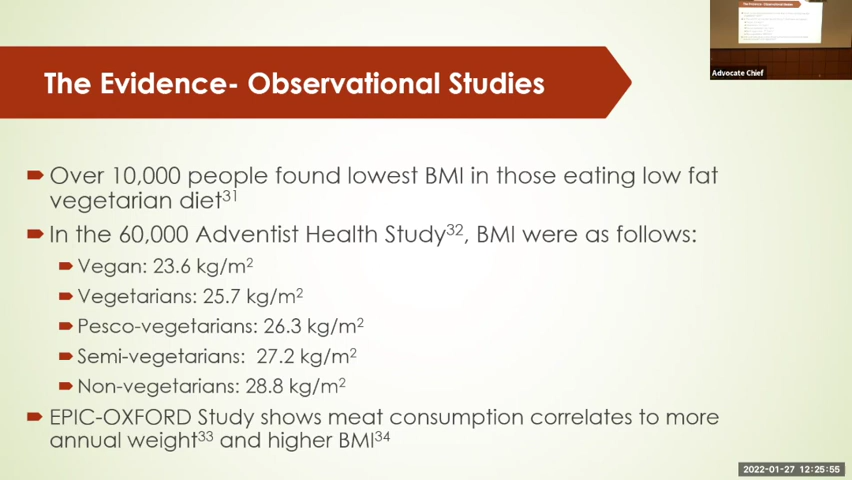 The Evidence- Observational Studies
Advocate Chief
Over 10,000 people found lowest BMI in those eating low fat
vegetarian diet31
In the 60,000 Adventist Health Study32, BMI were as follows:
Vegan: 23.6 kg/m2
Vegetarians: 25.7 kg/m2
Pesco-vegetarians: 26.3 kg/m2
Semi-vegetarians: 27.2 kg/m2
Non-vegetarians: 28.8 kg/m2
EPIC-OXFORD Study shows meat consumption correlates to more
annual weight33 and higher BMI34
2022-01-27 12:25:55